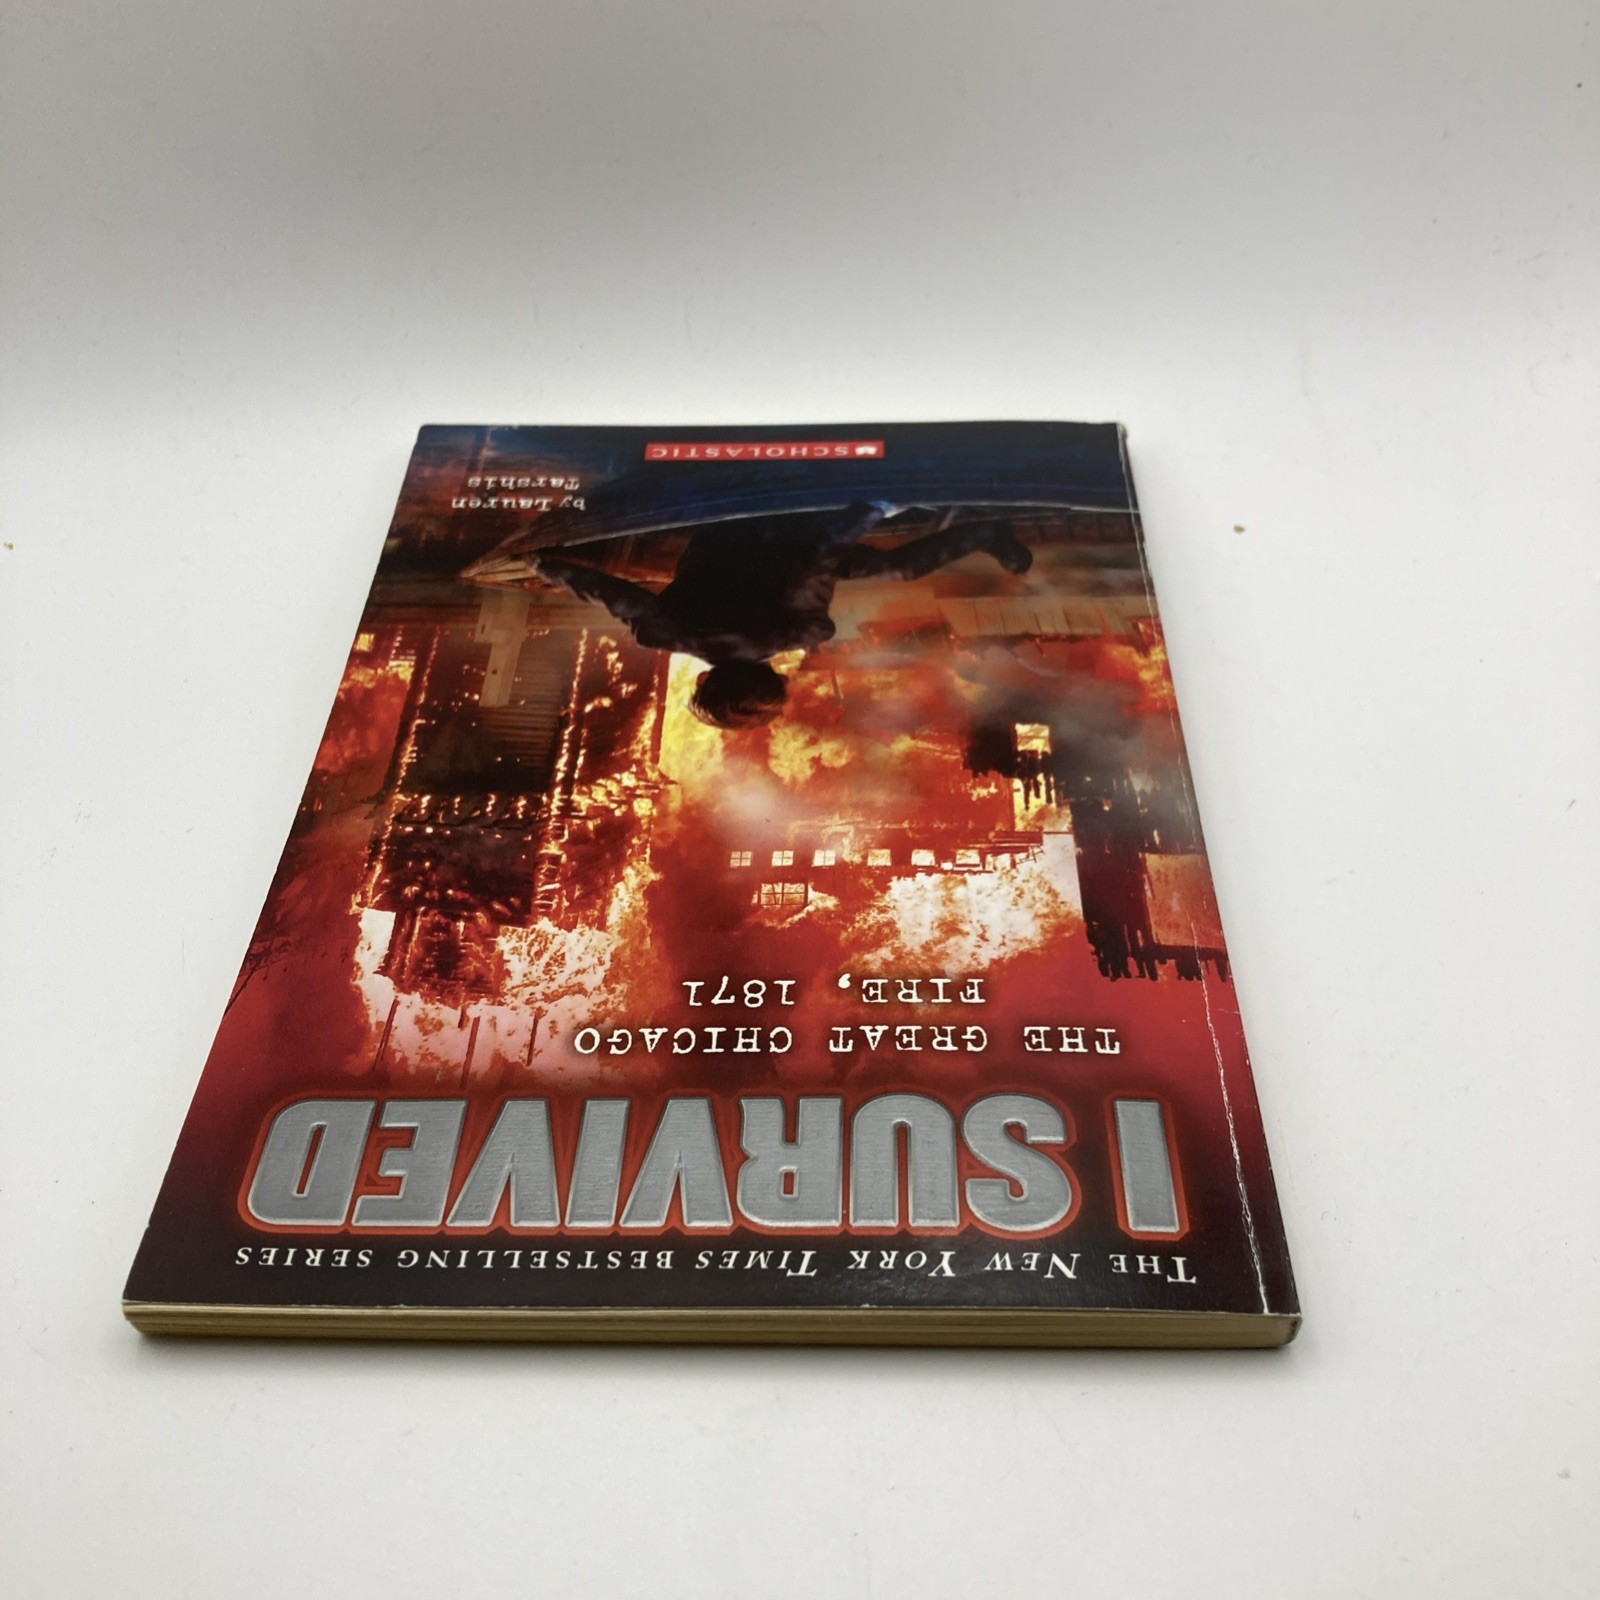 THE NEW YORK TIMES BESTSELLING SERIES
I SURVIVED
THE GREAT CHICAGO
FIRE, 1871
by Lauren
Tarshis
SCHOLASTIC